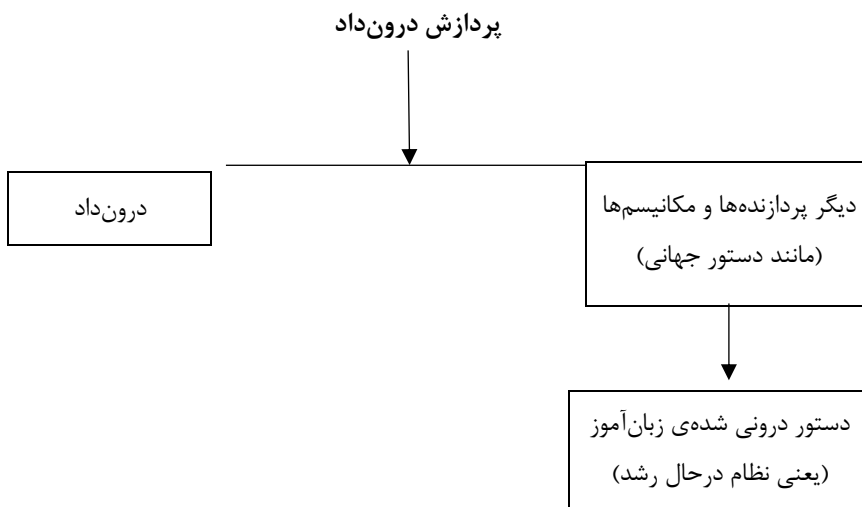 پردازش درون‌داد
درون‌داد
دیگر پردازنده‌ها و مکانیسم‌ها
(مانند دستور جهانی)
دستور درونی شده‌ی زبان‌آموز
(یعنی نظام درحال رشد)